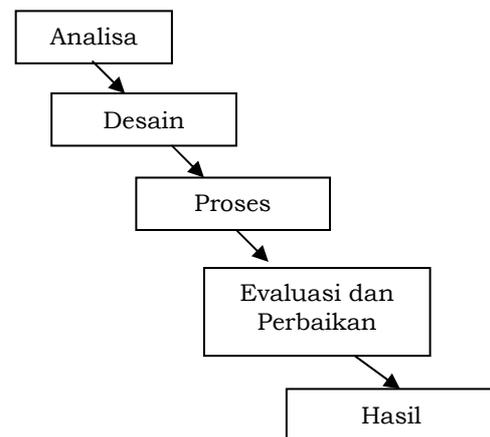 Analisa
Desain
Proses
Evaluasi dan
Perbaikan
Hasil